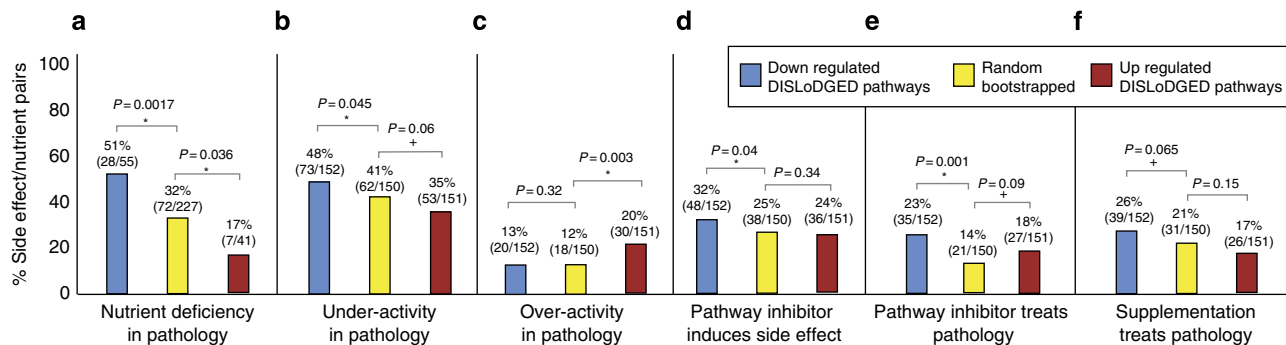 a b c d e f
% Side effect/nutrient pairs
100
80
60
40
20
0
Down regulated
DISLoDGED pathways
Random
bootstrapped
Up regulated
DISLoDGED pathways
P = 0.0017
*
51%
(28/55)
P = 0.036
*
32%
(72/227)
17%
(7/41)
Nutrient deficiency
in pathology
P = 0.045
*
48%
(73/152)
P = 0.06
+
41%
(62/150)
35%
(53/151)
Under-activity
in pathology
P = 0.32
13%
(20/152)
P = 0.003
*
12%
(18/150)
20%
(30/151)
Over-activity
in pathology
P = 0.04
*
32%
(48/152)
P = 0.34
25%
(38/150)
24%
(36/151)
Pathway inhibitor
induces side effect
P = 0.001
*
23%
(35/152)
P = 0.09
+
14%
(21/150)
18%
(27/151)
Pathway inhibitor treats
pathology
P = 0.065
+
26%
(39/152)
P = 0.15
21%
(31/150)
17%
(26/151)
Supplementation
treats pathology